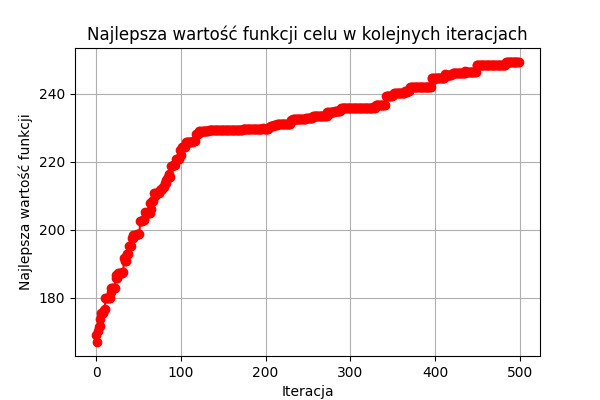 Najlepsza wartość funkcji celu w kolejnych iteracjach
Najlepsza wartość funkcji
240
220
200
180
0 100 200 300 400 500
Iteracja